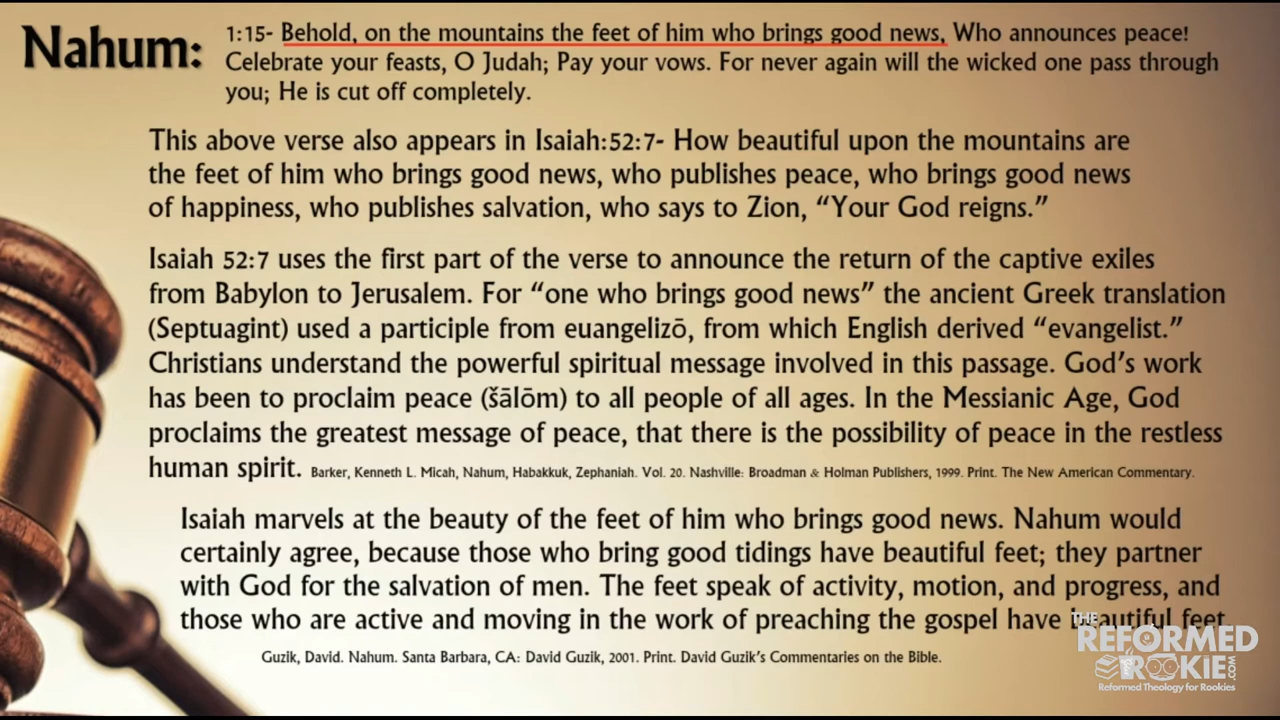 Nahum:
1:15- Behold, on the mountains the feet of him who brings good news, Who announces peace!
Celebrate your feasts, O Judah; Pay your vows. For never again will the wicked one pass through
you; He is cut off completely.
This above verse also appears in Isaiah:52:7- How beautiful upon the mountains are
the feet of him who brings good news, who publishes peace, who brings good news
of happiness, who publishes salvation, who says to Zion, “Your God reigns.”
Isaiah 52:7 uses the first part of the verse to announce the return of the captive exiles
from Babylon to Jerusalem. For “one who brings good news” the ancient Greek translation
(Septuagint) used a participle from euangelizō, from which English derived “evangelist.”
Christians understand the powerful spiritual message involved in this passage. God’s work
has been to proclaim peace (šālōm) to all people of all ages. In the Messianic Age, God
proclaims the greatest message of peace, that there is the possibility of peace in the restless
human spirit. Barker, Kenneth L. Micah, Nahum, Habakkuk, Zephaniah. Vol. 20. Nashville: Broadman & Holman Publishers, 1999. Print. The New American Commentary.
Isaiah marvels at the beauty of the feet of him who brings good news. Nahum would
certainly agree, because those who bring good tidings have beautiful feet; they partner
with God for the salvation of men. The feet speak of activity, motion, and progress, and
those who are active and moving in the work of preaching the gospel have beautiful feet
Guzik, David. Nahum. Santa Barbara, CA: David Guzik, 2001. Print. David Guzik’s Commentaries on the Bible.
THE
REFORMED
ROOKIE.COM
Reformed Theology for Rookies